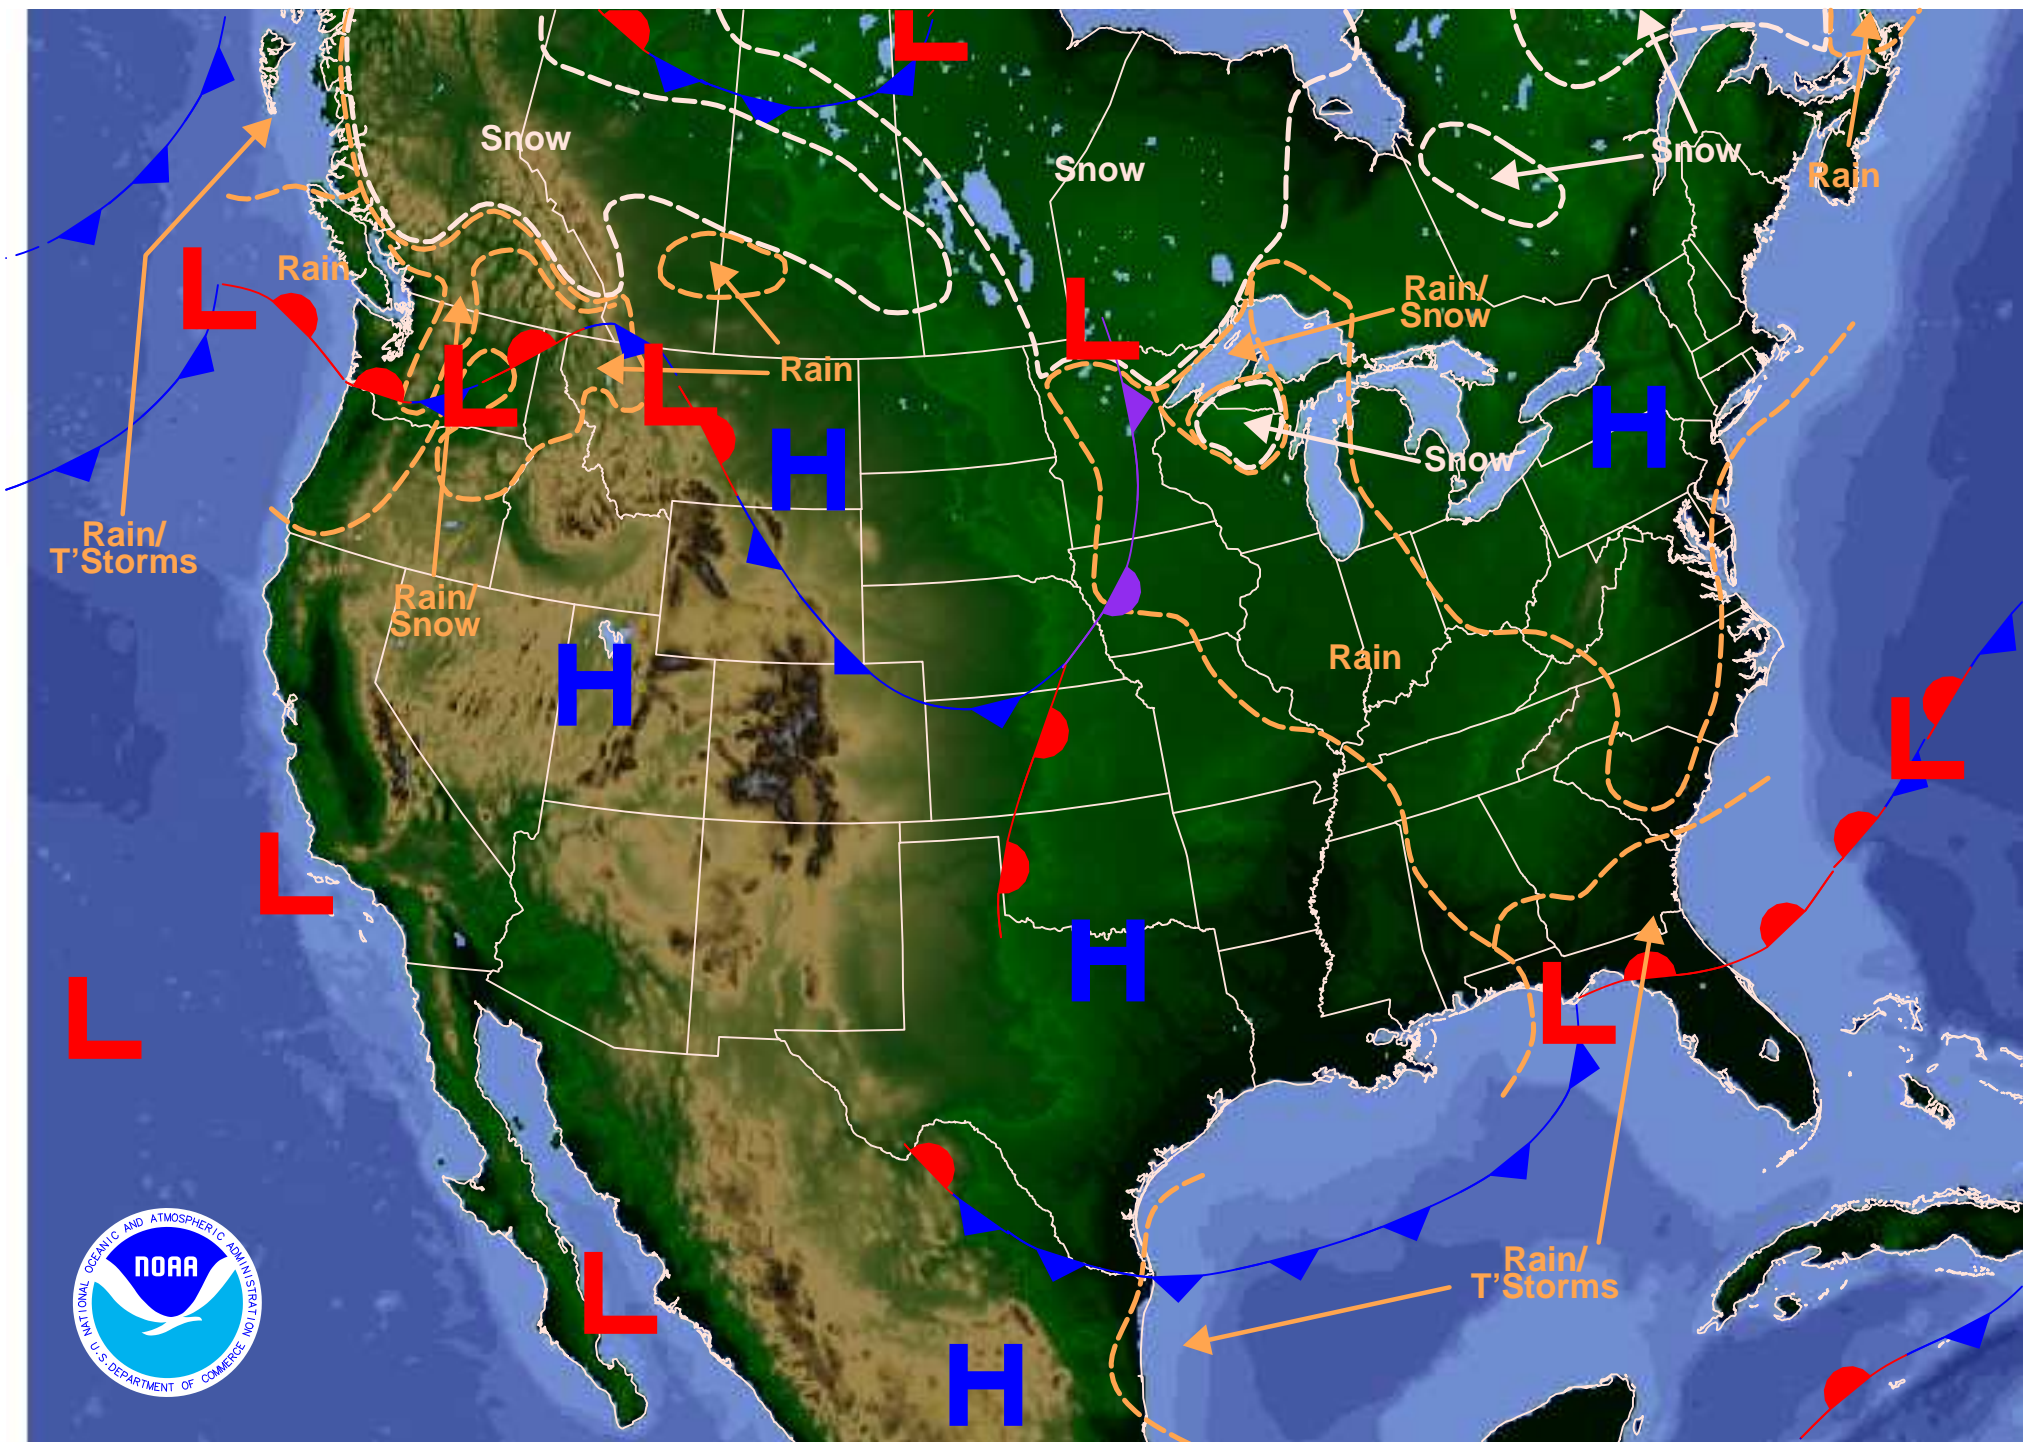 L
Snow
Snow
Snow
Rain
L
Rain
L
Rain/
Snow
L
L
Rain
H
H
Snow
H
Rain/
T'Storms
Rain/
Snow
H
Rain
L
L
H
L
L
L
Rain/
T'Storms
H
NATIONAL OCEANIC AND ATMOSPHERIC ADMINISTRATION
NOAA
U.S. DEPARTMENT OF COMMERCE